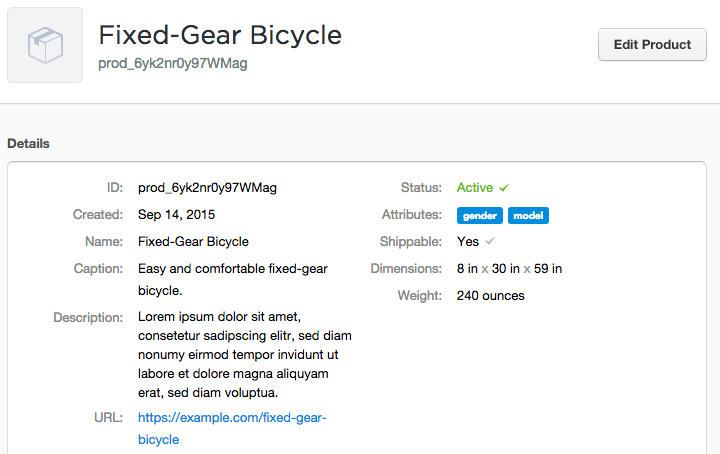 Fixed-Gear Bicycle
prod_6yk2nr0y97WMag
Edit Product
Details
ID: prod_6yk2nr0y97WMag
Created: Sep 14, 2015
Name: Fixed-Gear Bicycle
Caption: Easy and comfortable fixed-gear
bicycle.
Description: Lorem ipsum dolor sit amet,
consetetur sadipscing elitr, sed diam
nonumy eirmod tempor invidunt ut
labore et dolore magna aliquyam
erat, sed diam voluptua.
URL: https://example.com/fixed-gear-
bicycle
Status: Active
Attributes: gender model
Shippable: Yes
Dimensions: 8 in x 30 in x 59 in
Weight: 240 ounces